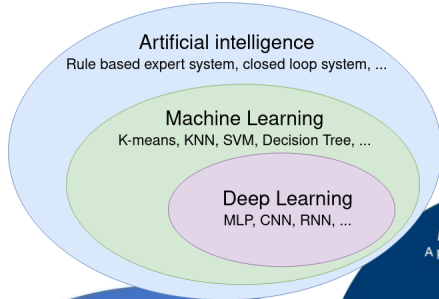 Artificial intelligence
Rule based expert system, closed loop system, ...
Machine Learning
K-means, KNN, SVM, Decision Tree, ...
Deep Learning
MLP, CNN, RNN, ...
A